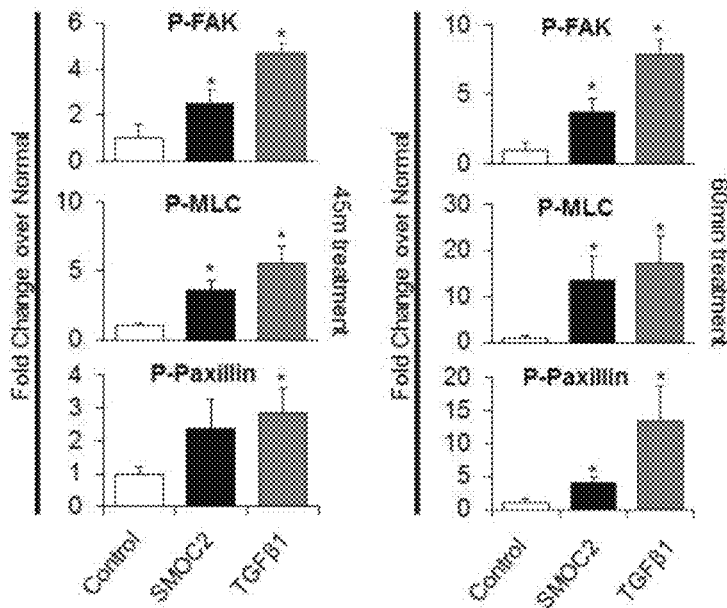 Fold Change over Normal
P-FAK
6
4
2
0
*
*
P-MLC
10
5
0
*
*
P-Paxillin
4
3
2
1
0
*
Control
SMOC2
TGFβ1
45m treatment
Fold Change over Normal
P-FAK
10
5
0
*
*
P-MLC
30
20
10
0
*
*
P-Paxillin
20
15
10
5
0
*
*
Control
SMOC2
TGFβ1
60min treatment